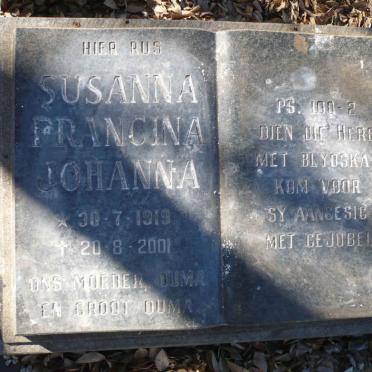 HIER RUS
SUSANNA
FRANCINA
JOHANNA
* 30-7-1919
† 20-8-2001
ONS MOEDER, OUMA
EN GROOT OUMA
PS. 100-2
DIEN DIE HERE
MET BLYDSKA
KOM VOOR
SY AANGESIG
MET GEJUBEL